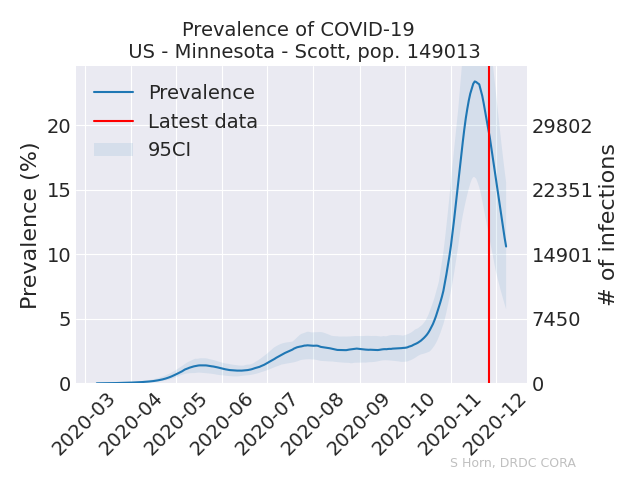 Prevalence of COVID-19
US - Minnesota - Scott, pop. 149013
Prevalence
Latest data
95CI
Prevalence (%)
20
15
10
5
0
29802
22351
14901
7450
0
# of infections
2020-03
2020-04
2020-05
2020-06
2020-07
2020-08
2020-09
2020-10
2020-11
2020-12
S Horn, DRDC CORA